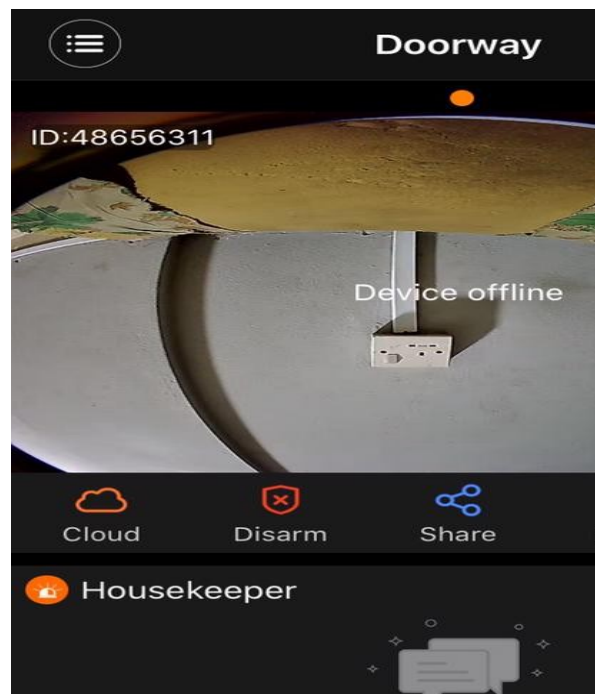 Doorway
ID:48656311
Device offline
Cloud
Disarm
Share
Housekeeper